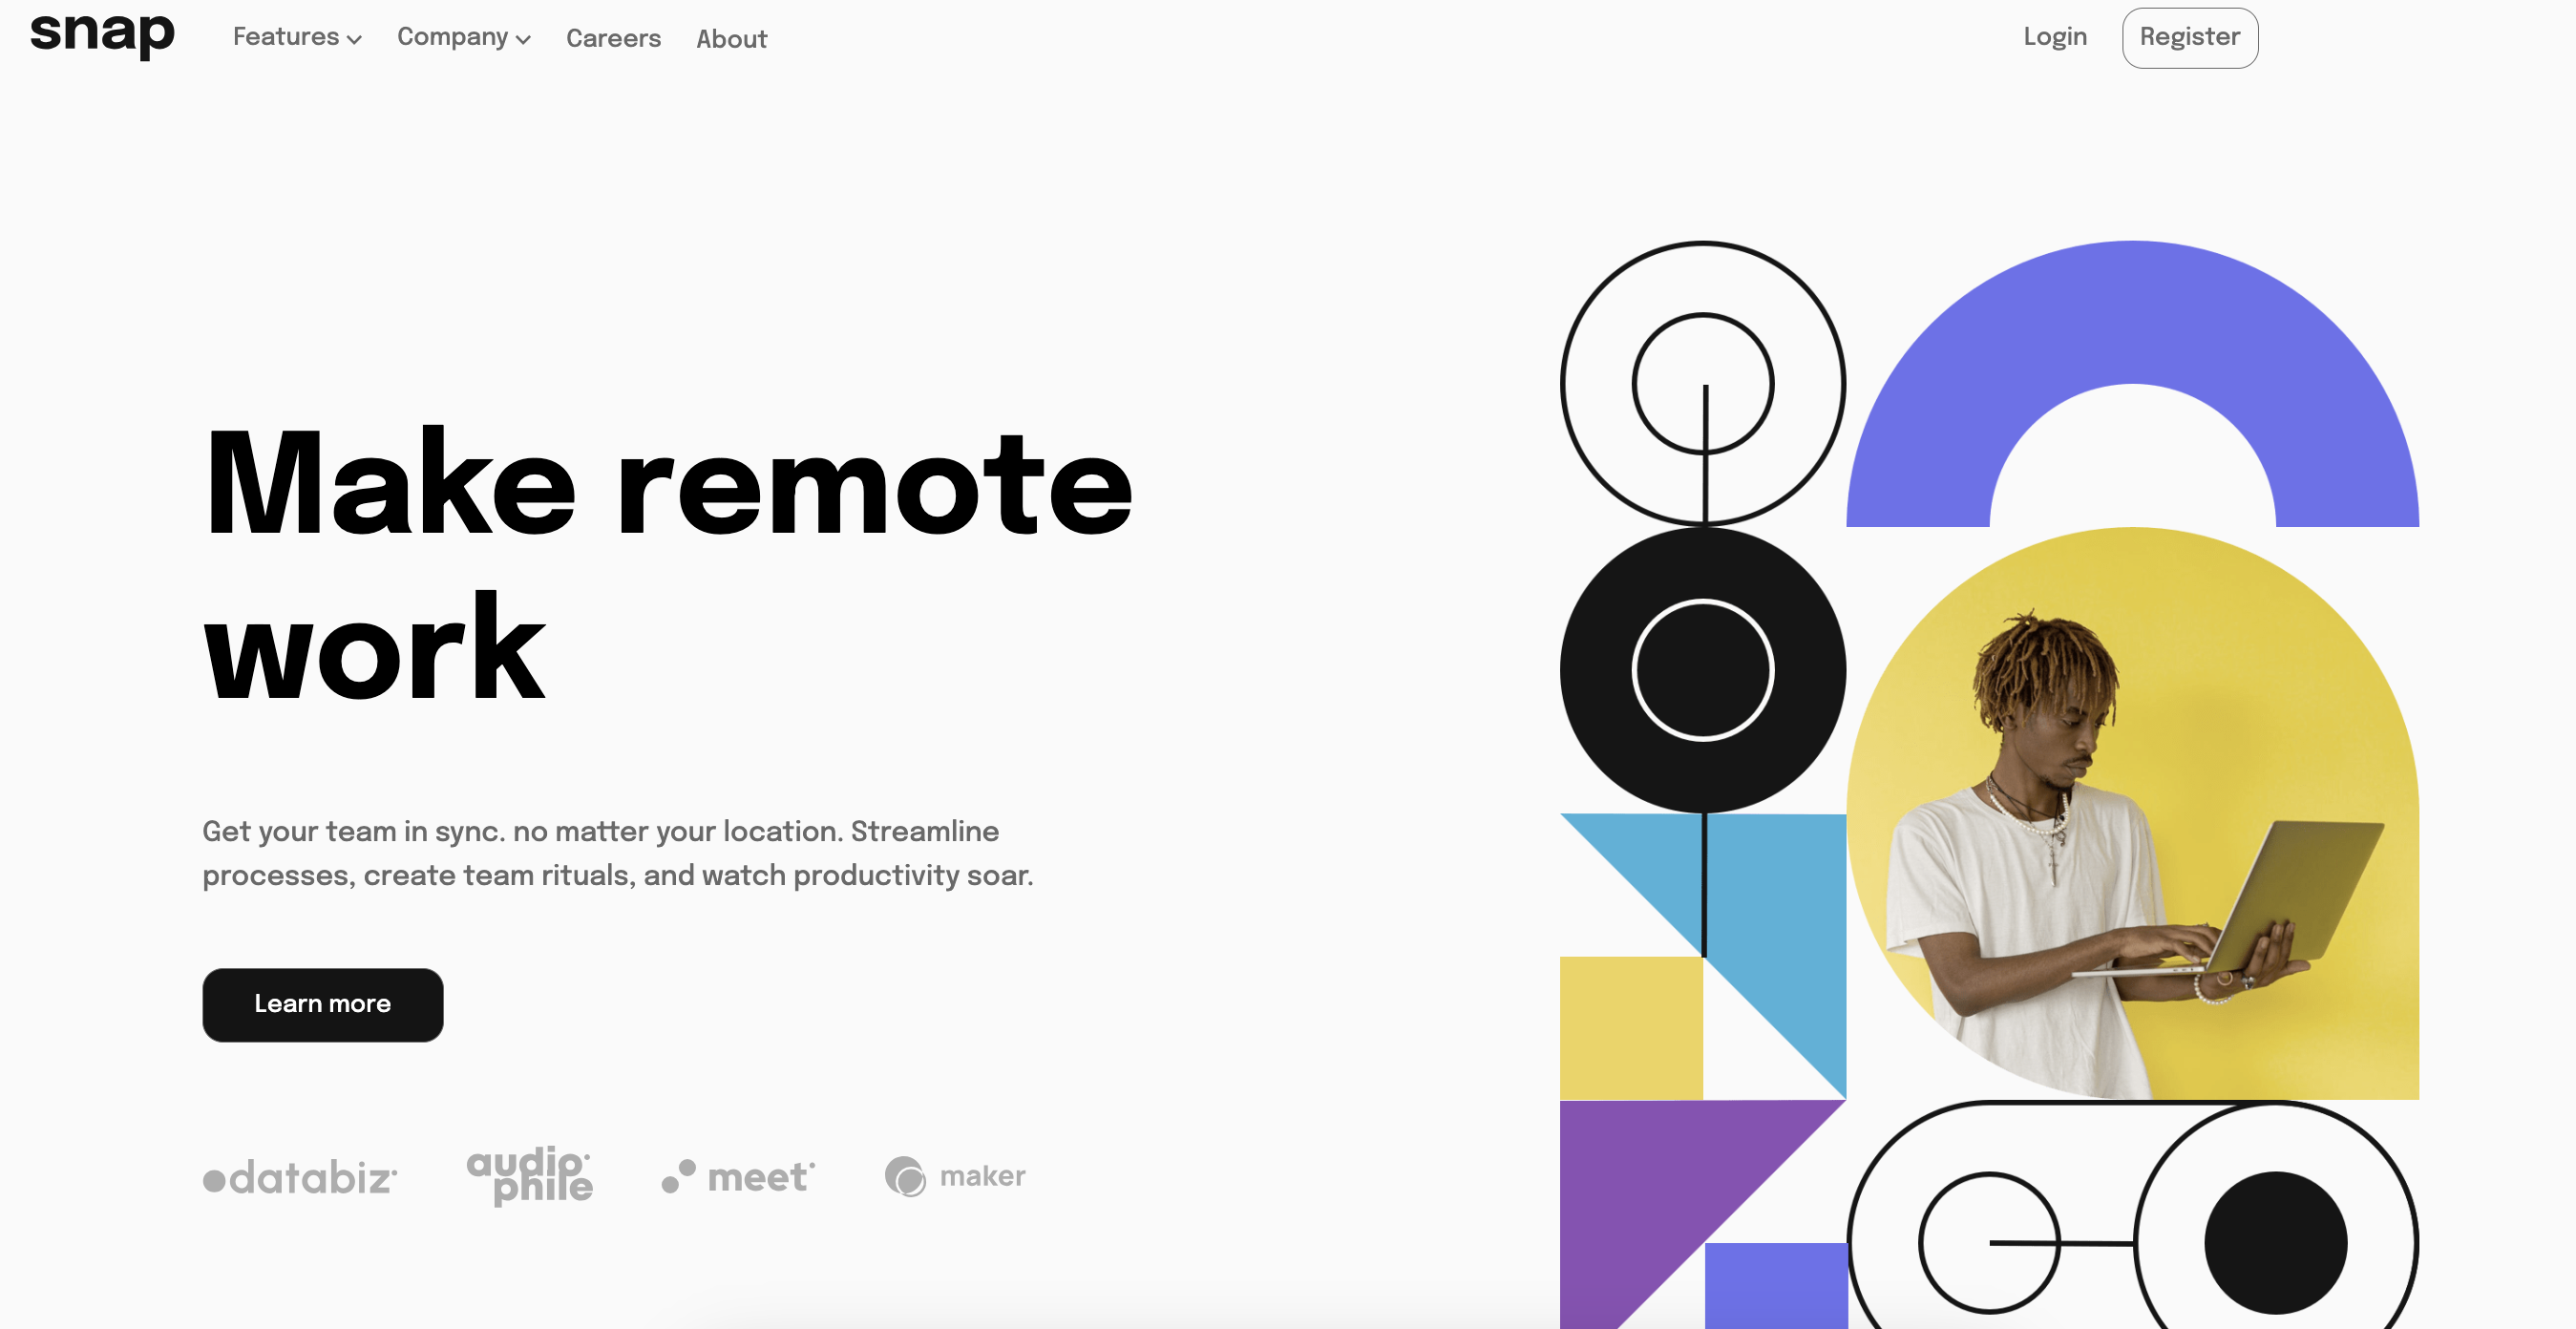 snap Features Company Careers About Login Register
Make remote
work
Get your team in sync. no matter your location. Streamline
processes, create team rituals, and watch productivity soar.
Learn more
databiz audiophile meet maker